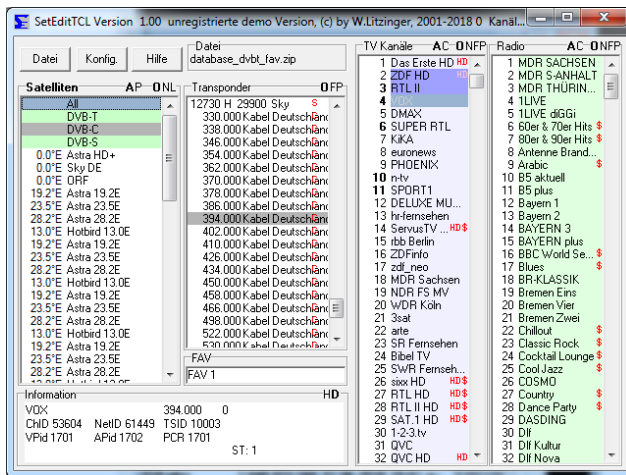 SetEditTCL Version 1.00 unregistrierte demo Version, (c) by W.Litzinger, 2001-2018 0 Kanäl...
Datei
Konfig.
Hilfe
Datei
database_dvbt_fav.zip
Satelliten AP ONL
All
DVB-T
DVB-C
DVB-S
0.0°E Astra HD+
0.0°E Sky DE
0.0°E ORF
19.2°E Astra 19.2E
23.5°E Astra 23.5E
28.2°E Astra 28.2E
13.0°E Hotbird 13.0E
19.2°E Astra 19.2E
23.5°E Astra 23.5E
28.2°E Astra 28.2E
13.0°E Hotbird 13.0E
19.2°E Astra 19.2E
23.5°E Astra 23.5E
28.2°E Astra 28.2E
13.0°E Hotbird 13.0E
19.2°E Astra 19.2E
23.5°E Astra 23.5E
28.2°E Astra 28.2E
13.0°E Hotbird 13.0E
Transponder OFP
12730 H 29900 Sky S
330.000 Kabel Deutschland
338.000 Kabel Deutschland
346.000 Kabel Deutschland
354.000 Kabel Deutschland
362.000 Kabel Deutschland
370.000 Kabel Deutschland
378.000 Kabel Deutschland
386.000 Kabel Deutschland
394.000 Kabel Deutschland
402.000 Kabel Deutschland
410.000 Kabel Deutschland
426.000 Kabel Deutschland
434.000 Kabel Deutschland
450.000 Kabel Deutschland
458.000 Kabel Deutschland
466.000 Kabel Deutschland
498.000 Kabel Deutschland
522.000 Kabel Deutschland
530.000 Kabel Deutschland
FAV
FAV 1
TV Kanäle AC-ONFP
1 Das Erste HD HD
2 ZDF HD HD
3 RTL II
4 VOX
5 DMAX
6 SUPER RTL
7 KiKA
8 euronews
9 PHOENIX
10 n-tv
11 SPORT1
12 DELUXE MU...
13 hr-fernsehen
14 ServusTV ... HD$
15 rbb Berlin
16 ZDFinfo
17 zdf_neo
18 MDR Sachsen
19 NDR FS MV
20 WDR Köln
21 3sat
22 arte
23 SR Fernsehen
24 Bibel TV
25 SWR Fernseh...
26 sixx HD HD$
27 RTL HD HD$
28 RTL II HD HD$
29 SAT.1 HD HD$
30 1-2-3.tv
31 QVC
32 QVC HD HD
Radio AC-ONFP
1 MDR SACHSEN
2 MDR S-ANHALT
3 MDR THÜRIN...
4 1LIVE
5 1LIVE diGGi
6 60er & 70er Hits $
7 80er & 90er Hits $
8 Antenne Brand...
9 Arabic $
10 B5 aktuell
11 B5 plus
12 Bayern 1
13 Bayern 2
14 BAYERN 3
15 BAYERN plus
16 BBC World Se... $
17 Blues $
18 BR-KLASSIK
19 Bremen Eins
20 Bremen Vier
21 Bremen Zwei
22 Chillout $
23 Classic Rock $
24 Cocktail Lounge $
25 Cool Jazz $
26 COSMO
27 Country $
28 Dance Party $
29 DASDING
30 Dlf
31 Dlf Kultur
32 Dlf Nova
Information HD
VOX 394.000 0
ChID 53604 NetID 61449 TSID 10003
VPid 1701 APid 1702 PCR 1701
ST: 1